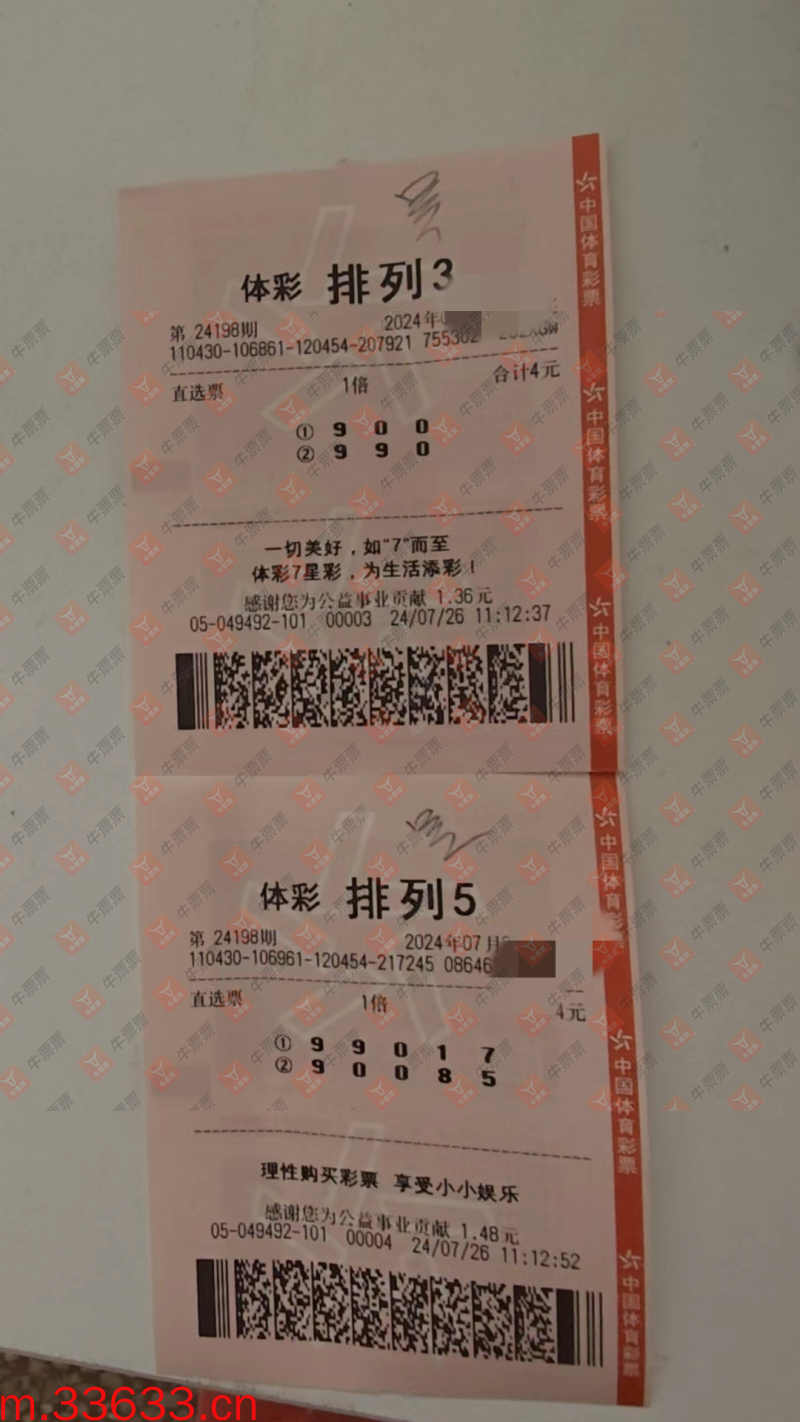 体彩 排列3
第 24198期
2024年
110430-106861-120454-207921 7553
直选票 1倍 合计4元
① 9 0 0
② 9 9 0
一切美好，如“7”而至
体彩7星彩，为生活添彩！
感谢您为公益事业贡献 1.36元
05-049492-101 00003 24/07/26 11:12:37
中国体育彩票
中国体育彩票
中国体育彩票
体彩 排列5
第 24198期
2024年07月
110430-106961-120454-217245 08646
直选票 1倍 4元
① 9 9 0 1 7
② 9 0 0 8 5
理性购买彩票 享受小小娱乐
感谢您为公益事业贡献 1.48元
05-049492-101 00004 24/07/26 11:12:52
中国体育彩
中国体育彩票
中国体育彩票
牛票票
m.33633.cn